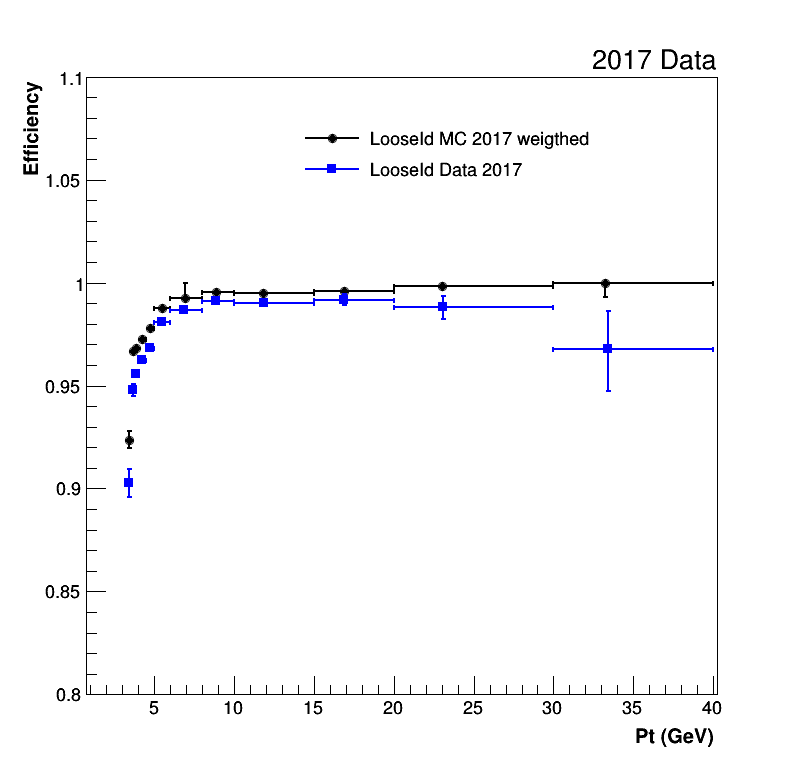 2017 Data
Efficiency
1.1
1.05
1
0.95
0.9
0.85
0.8
LooseId MC 2017 weigthed
LooseId Data 2017
5 10 15 20 25 30 35 40
Pt (GeV)